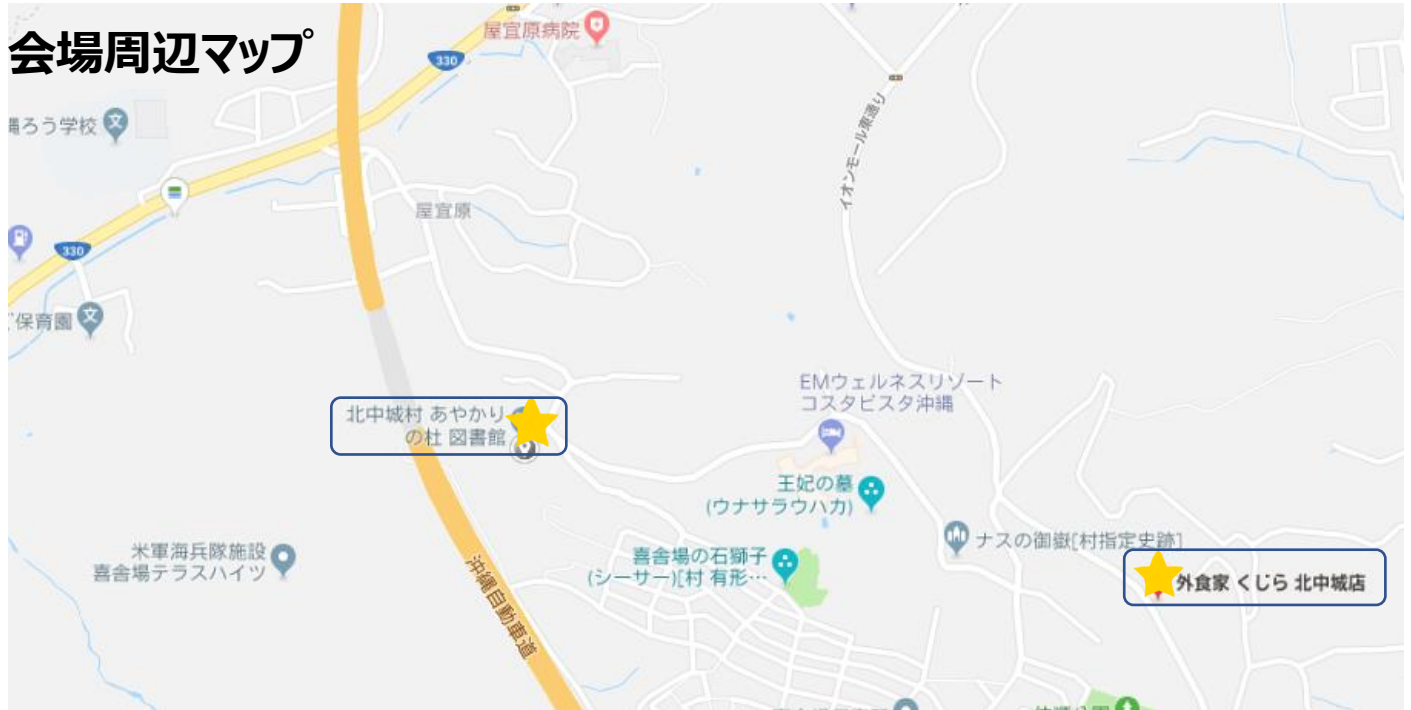 会場周辺マップ
屋宜原病院
330
ろう学校
イオンモール東通り
屋宜原
330
保育園
EMウェルネスリゾート
コスタビスタ沖縄
北中城村 あやかり
の杜 図書館
王妃の墓
(ウナサラウハカ)
ナスの御嶽[村指定史跡]
米軍海兵隊施設
喜舎場テラスハイツ
喜舎場の石獅子
(シーサー)[村 有形…
外食家 くじら 北中城店
沖縄自動車道